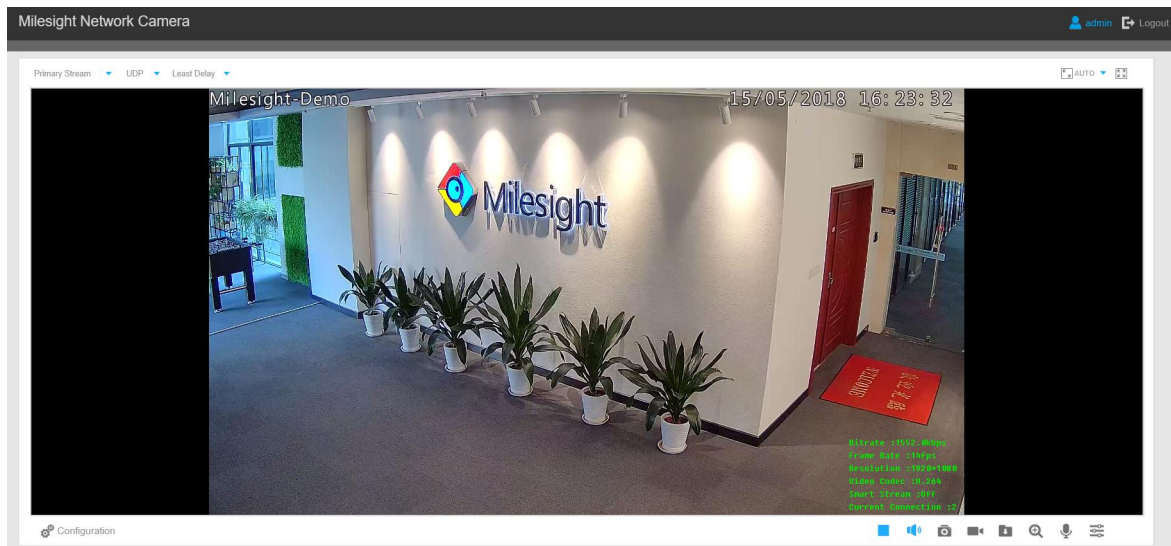 Milesight Network Camera
admin Logout
Primary Stream UDP Least Delay AUTO
Milesight-Demo 15/05/2018 16:23:32
Milesight
WELCOME
Bitrate :1552.0Kbps
Frame Rate :14fps
Resolution :1920*1080
Video Codec :H.264
Smart Stream :OFF
Current Connection :2
Configuration